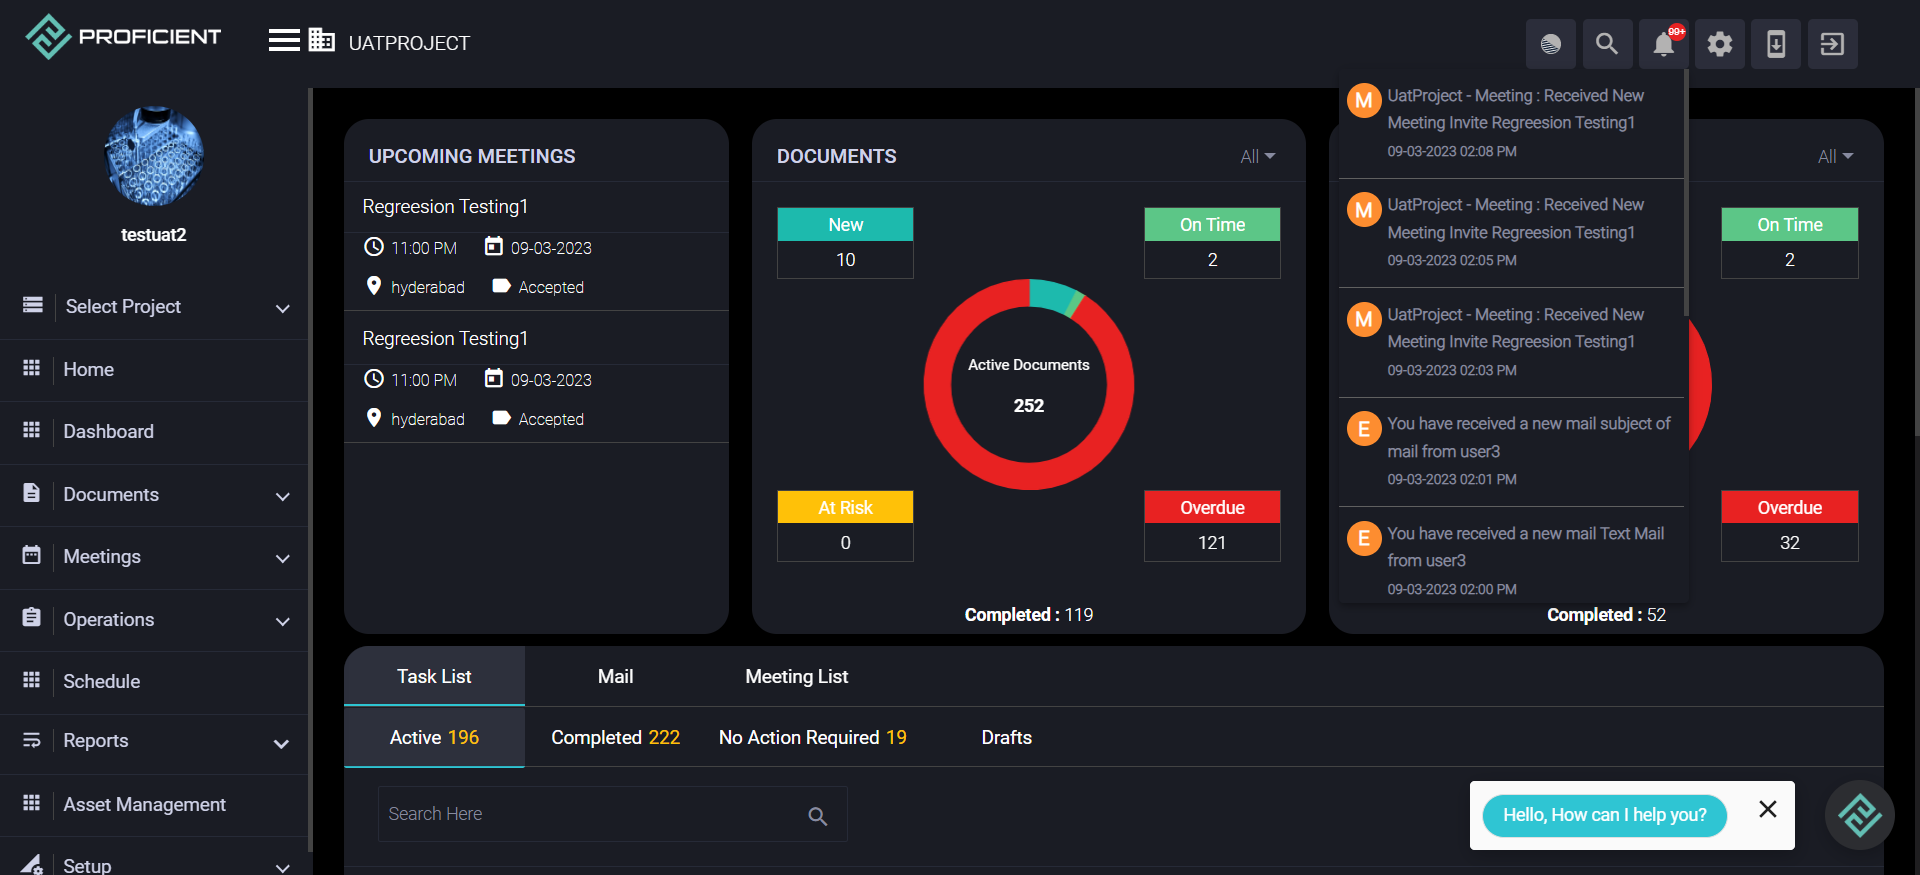 PROFICIENT
UATPROJECT
99+
testuat2
Select Project
Home
Dashboard
Documents
Meetings
Operations
Schedule
Reports
Asset Management
Setup
UPCOMING MEETINGS
Regreesion Testing1
11:00 PM 09-03-2023
hyderabad Accepted
Regreesion Testing1
11:00 PM 09-03-2023
hyderabad Accepted
DOCUMENTS All
New
10
On Time
2
Active Documents
252
At Risk
0
Overdue
121
Completed : 119
All
On Time
2
Overdue
32
Completed : 52
M
UatProject - Meeting : Received New
Meeting Invite Regreesion Testing1
09-03-2023 02:08 PM
M
UatProject - Meeting : Received New
Meeting Invite Regreesion Testing1
09-03-2023 02:05 PM
M
UatProject - Meeting : Received New
Meeting Invite Regreesion Testing1
09-03-2023 02:03 PM
E
You have received a new mail subject of
mail from user3
09-03-2023 02:01 PM
E
You have received a new mail Text Mail
from user3
09-03-2023 02:00 PM
Task List Mail Meeting List
Active 196 Completed 222 No Action Required 19 Drafts
Search Here
Hello, How can I help you?